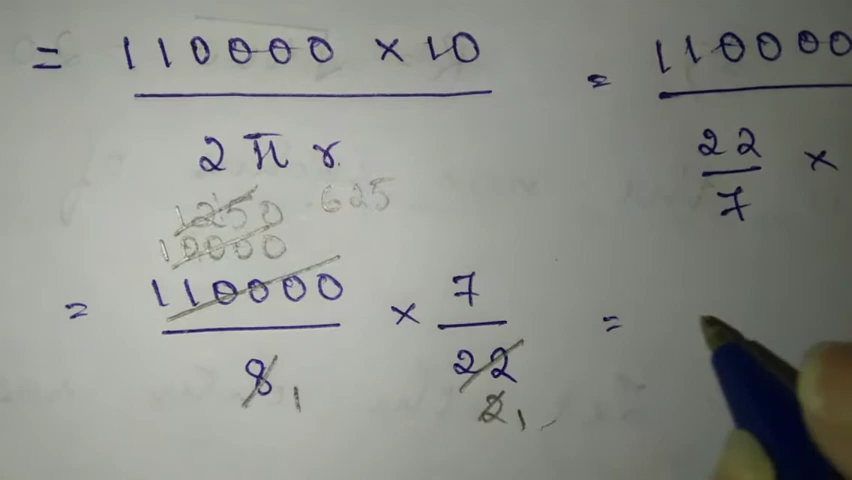 = 110000 × 10 = 110000
2 π r 22 ×
7
1250 625
10000
= 110000 × 7 =
8 1 22
2 1